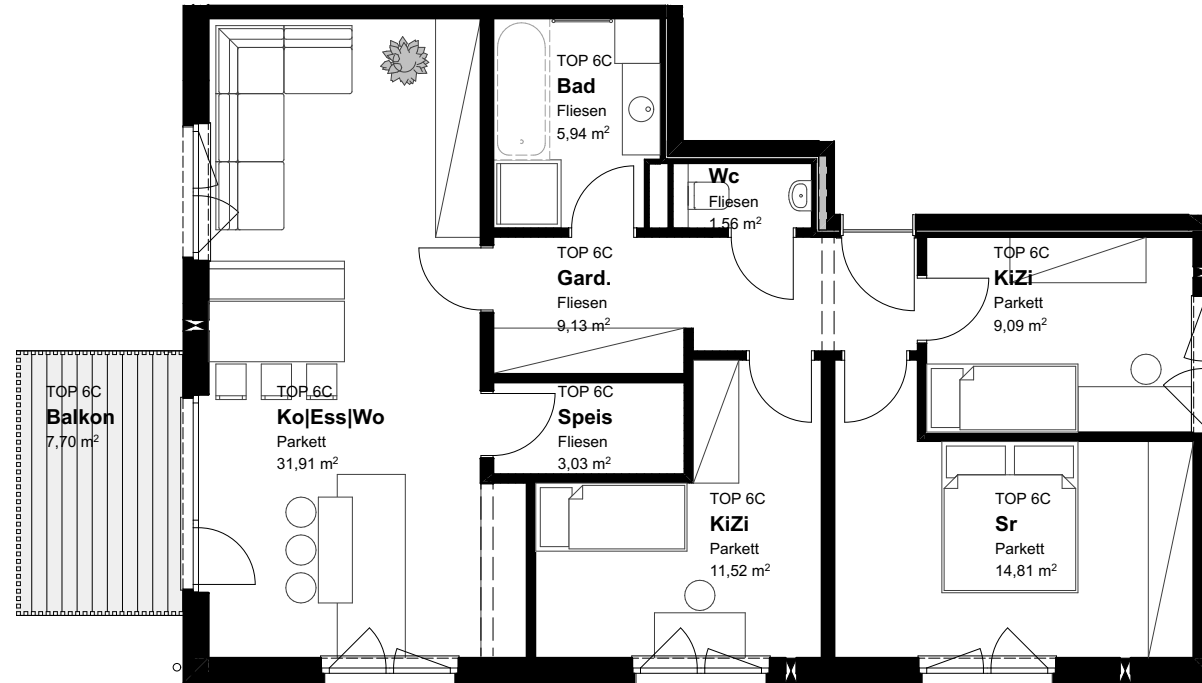 TOP 6C
Bad
Fliesen
5,94 m²
Wc
Fliesen
1,56 m²
TOP 6C
Gard.
Fliesen
9,13 m²
TOP 6C
KiZi
Parkett
9,09 m²
TOP 6C
Balkon
7,70 m²
TOP 6C
Ko|Ess|Wo
Parkett
31,91 m²
TOP 6C
Speis
Fliesen
3,03 m²
TOP 6C
KiZi
Parkett
11,52 m²
TOP 6C
Sr
Parkett
14,81 m²